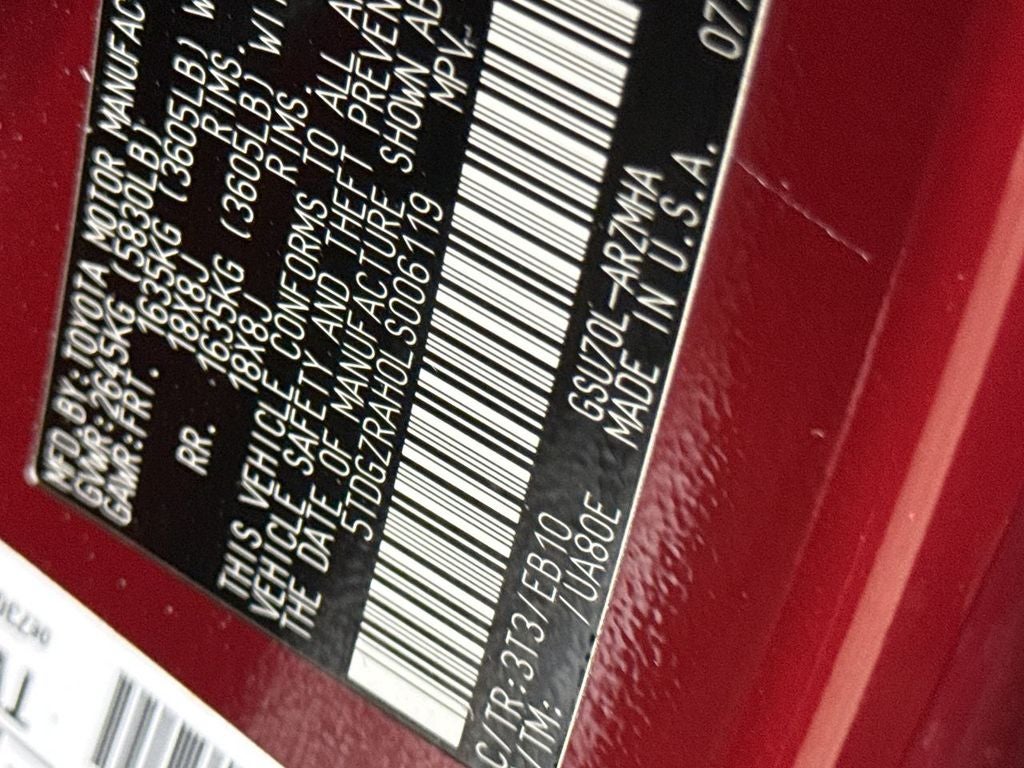 MFD. BY: TOYOTA MOTOR MANUFAC
GVWR: 2645KG (5830LB)
GAWR: FRT. 1635KG (3605LB) W
18X8J RIMS.
RR. 1635KG (3605LB) WI
18X8J RIMS
THIS VEHICLE CONFORMS TO ALL A
VEHICLE SAFETY AND THEFT PREVEN
THE DATE OF MANUFACTURE SHOWN AB
5TDGZRAH0LS006119 MPV
C/TR:3T3/EB10 GSU70L-ARZMHA
/TM: /UA80E MADE IN U.S.A. 077